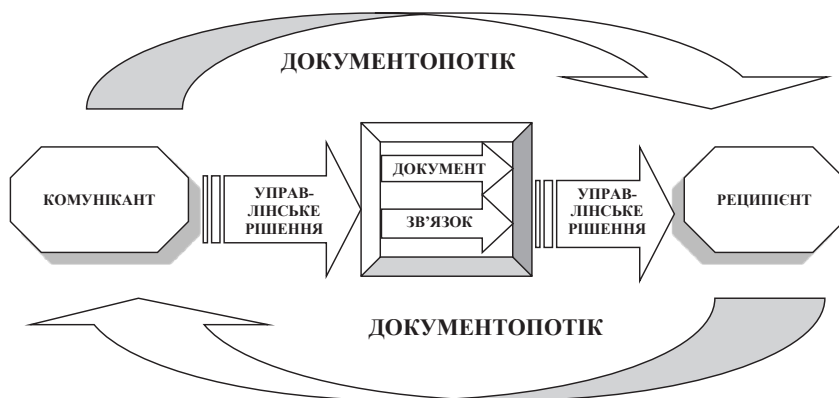 ДОКУМЕНТОПОТІК
КОМУНІКАНТ
УПРАВ-
ЛІНСЬКЕ
РІШЕННЯ
ДОКУМЕНТ
ЗВ’ЯЗОК
УПРАВ-
ЛІНСЬКЕ
РІШЕННЯ
РЕЦИПІЄНТ
ДОКУМЕНТОПОТІК